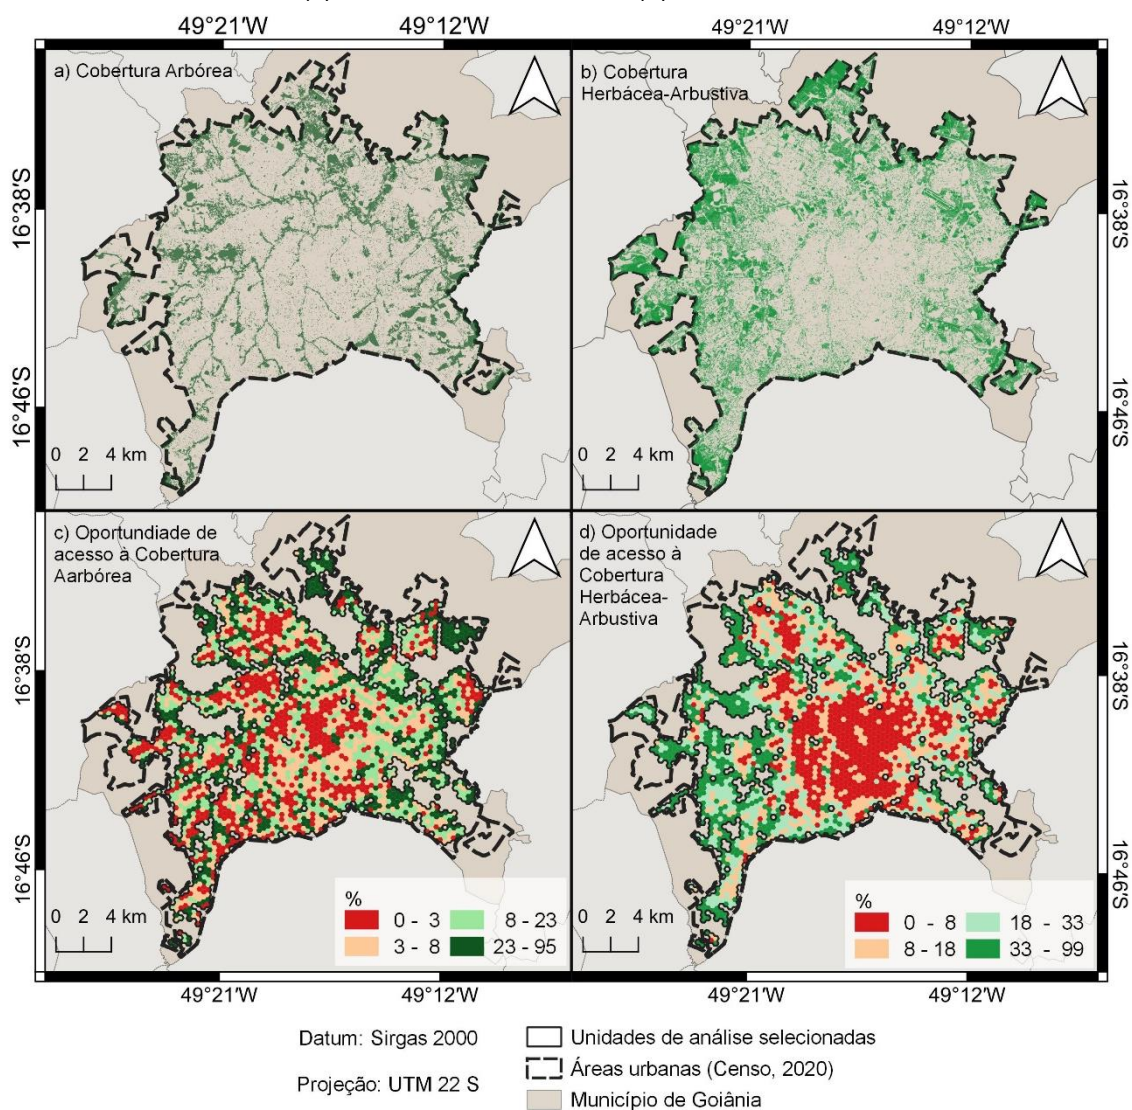 49°21'W
49°12'W
49°21'W
49°12'W
a) Cobertura Arbórea
b) Cobertura
Herbácea-Arbustiva
16°38'S
16°38'S
16°46'S
16°46'S
0 2 4 km
0 2 4 km
c) Oportundiade de
acesso à Cobertura
Aarbórea
d) Oportunidade
de acesso à
Cobertura
Herbácea-
Arbustiva
16°38'S
16°38'S
16°46'S
16°46'S
0 2 4 km
%
0 - 3
8 - 23
3 - 8
23 - 95
0 2 4 km
%
0 - 8
18 - 33
8 - 18
33 - 99
49°21'W
49°12'W
49°21'W
49°12'W
Datum: Sirgas 2000
Projeção: UTM 22 S
Unidades de análise selecionadas
Áreas urbanas (Censo, 2020)
Município de Goiânia